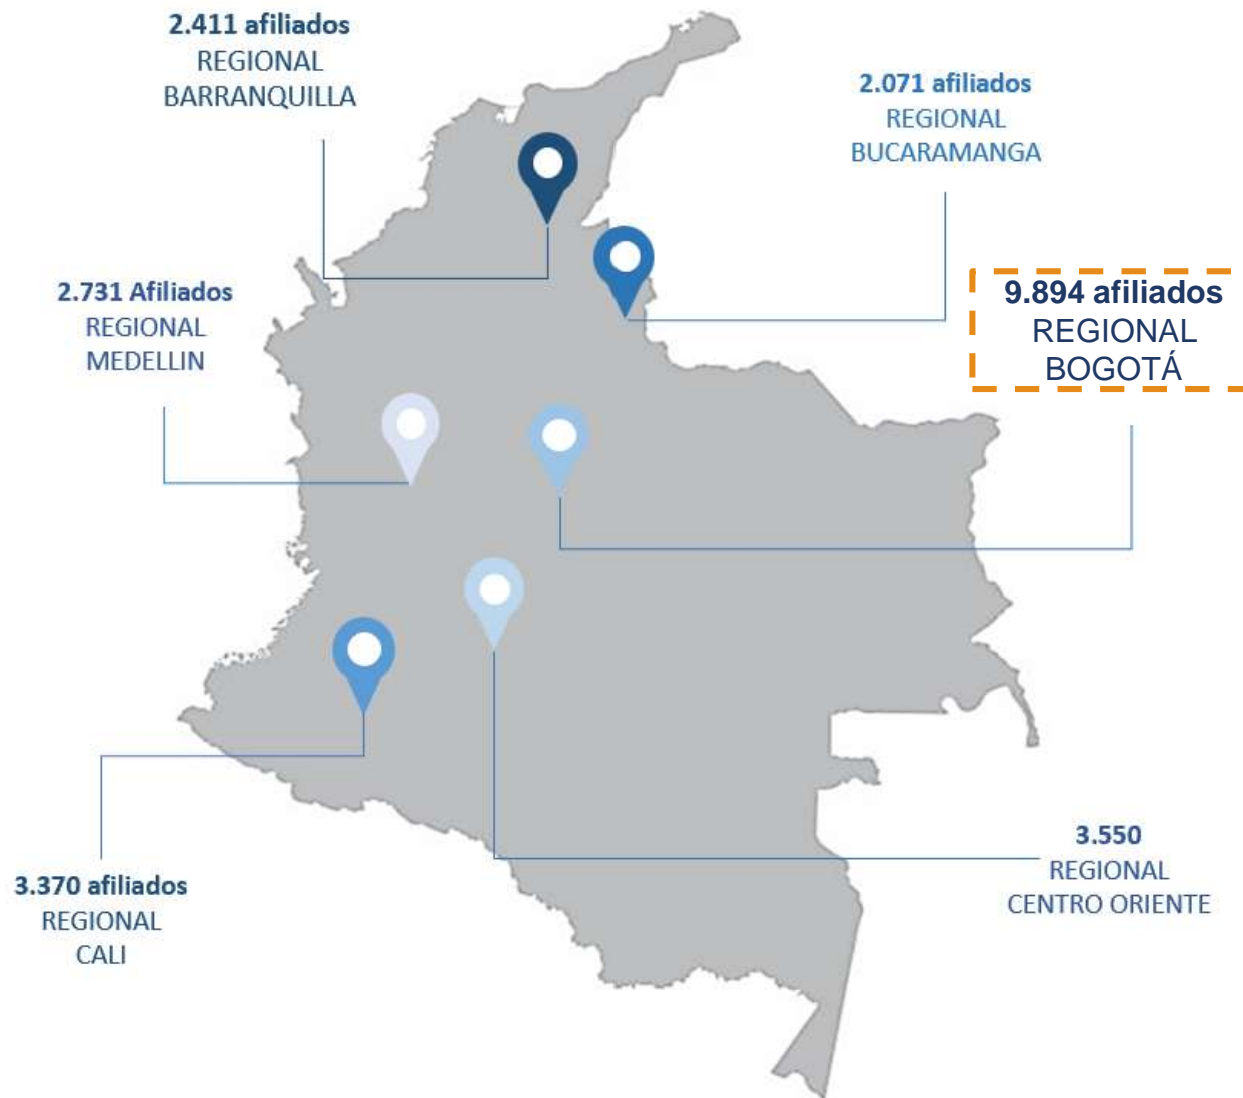 2.411 afiliados
REGIONAL
BARRANQUILLA
2.071 afiliados
REGIONAL
BUCARAMANGA
2.731 Afiliados
REGIONAL
MEDELLIN
9.894 afiliados
REGIONAL
BOGOTÁ
3.370 afiliados
REGIONAL
CALI
3.550
REGIONAL
CENTRO ORIENTE